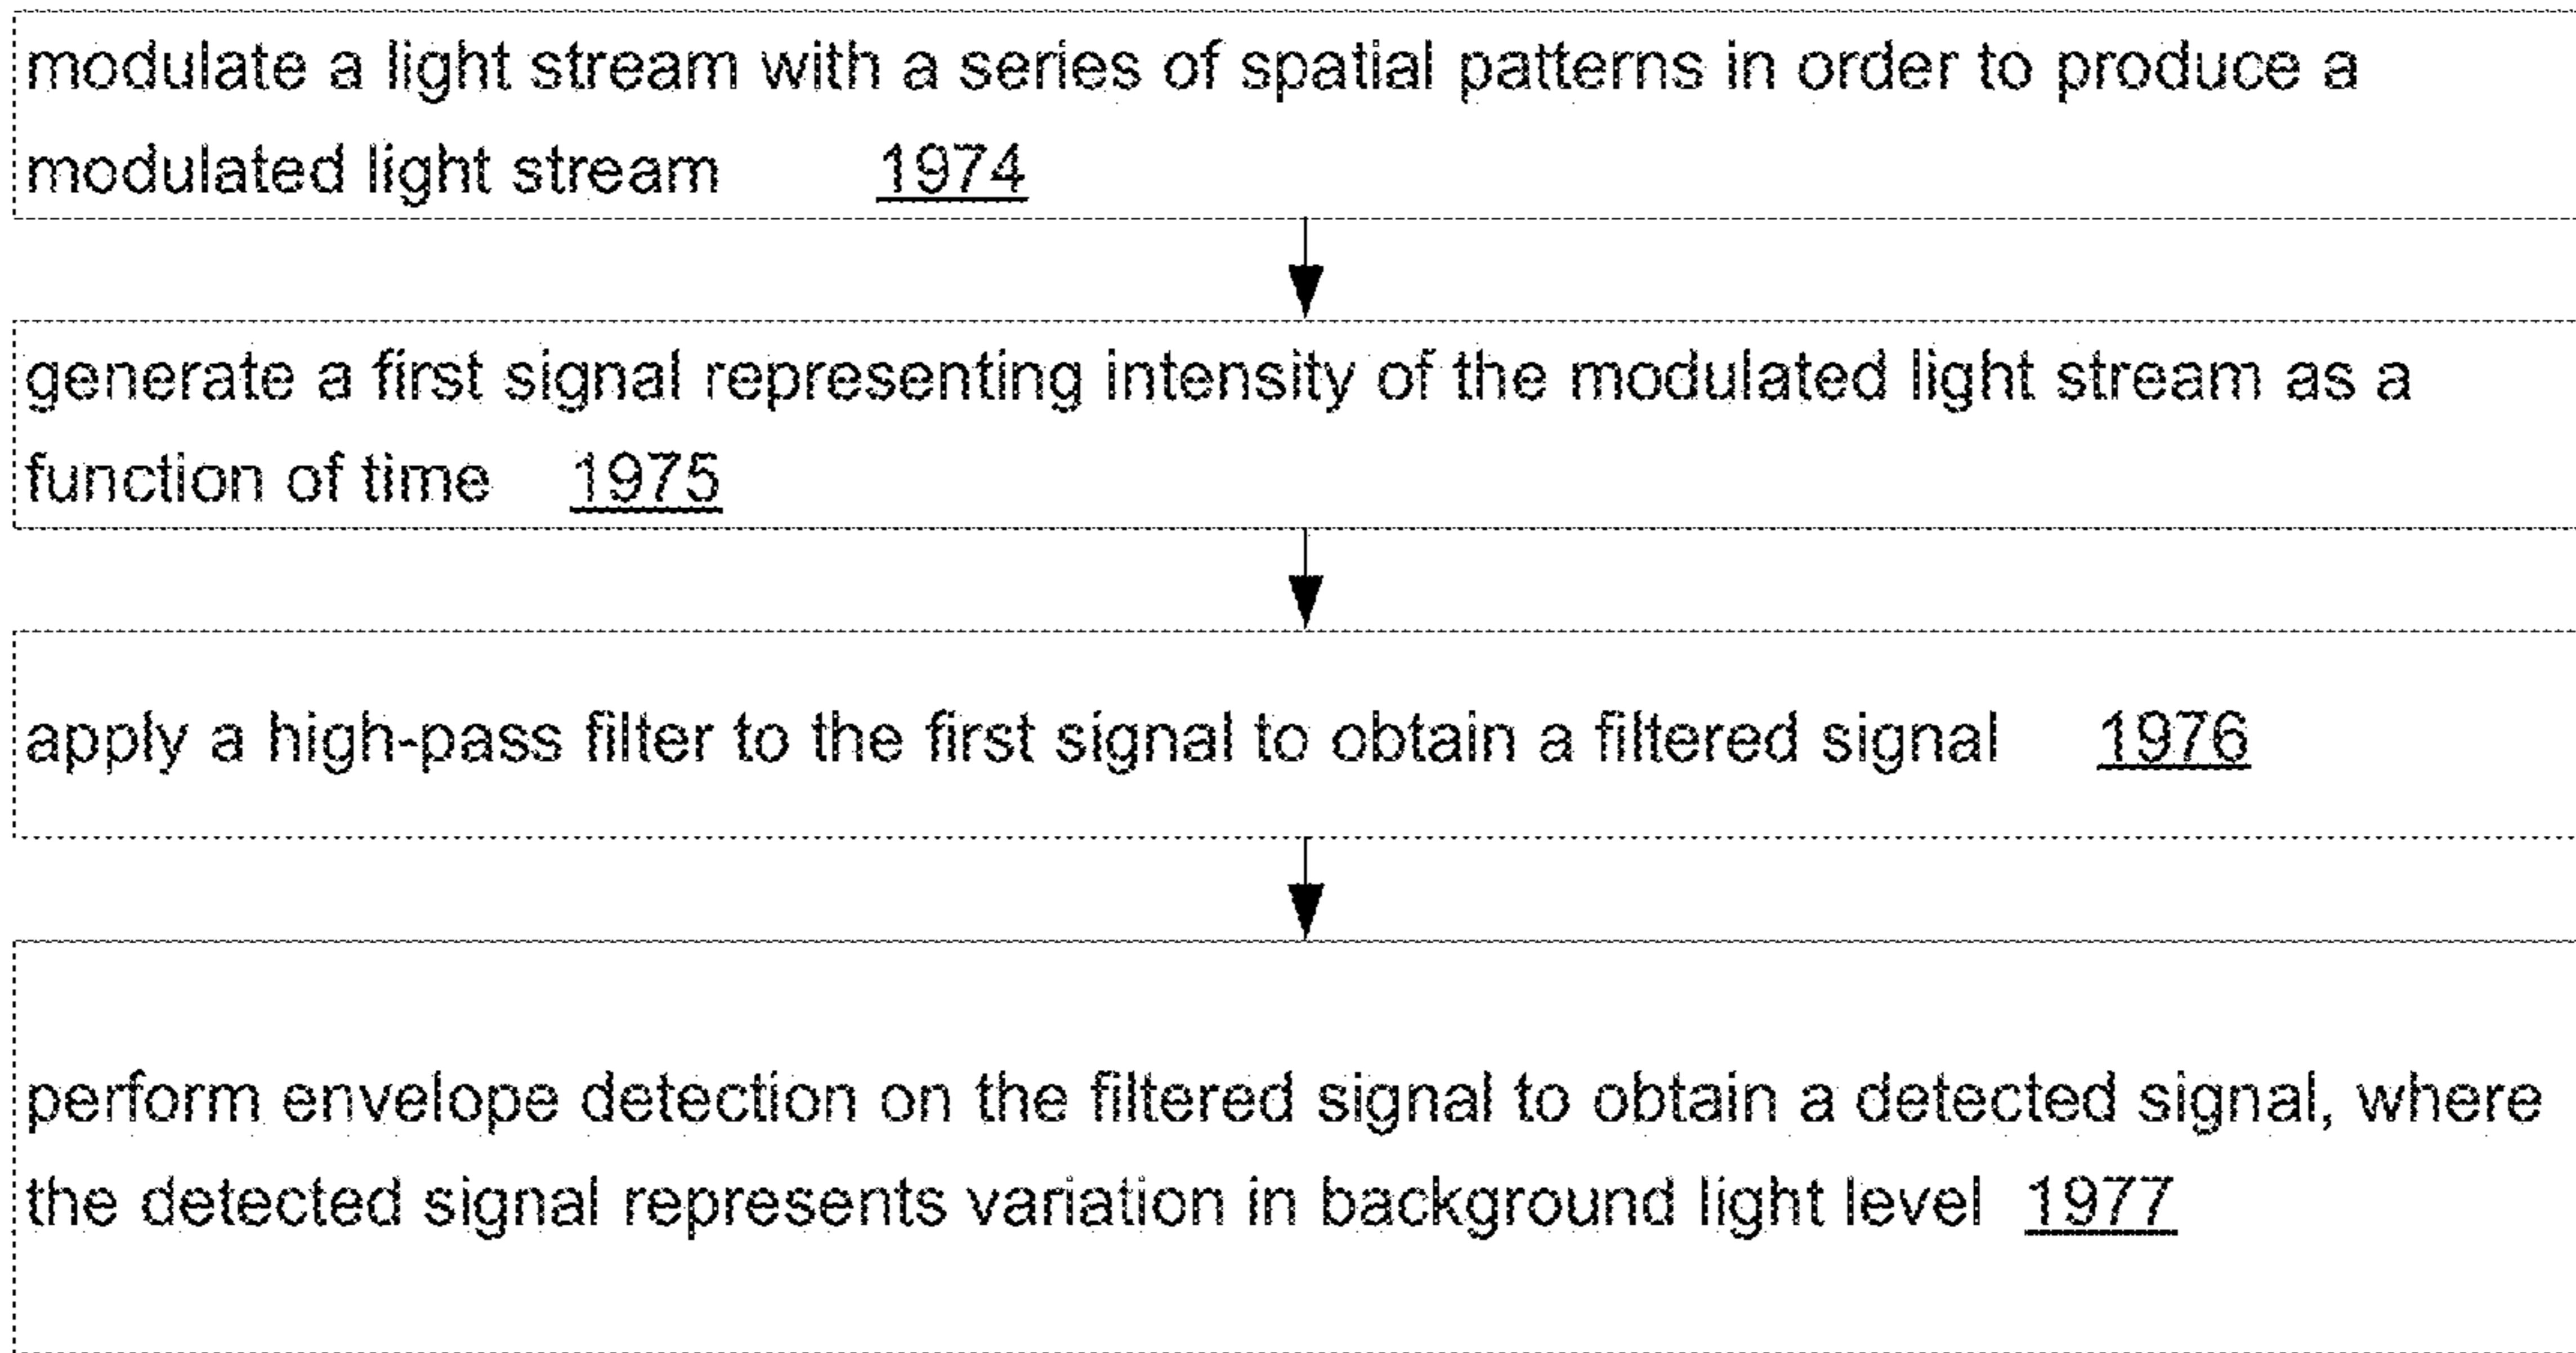 modulate a light stream with a series of spatial patterns in order to produce a
modulated light stream 1974
generate a first signal representing intensity of the modulated light stream as a
function of time 1975
apply a high-pass filter to the first signal to obtain a filtered signal 1976
perform envelope detection on the filtered signal to obtain a detected signal, where
the detected signal represents variation in background light level 1977